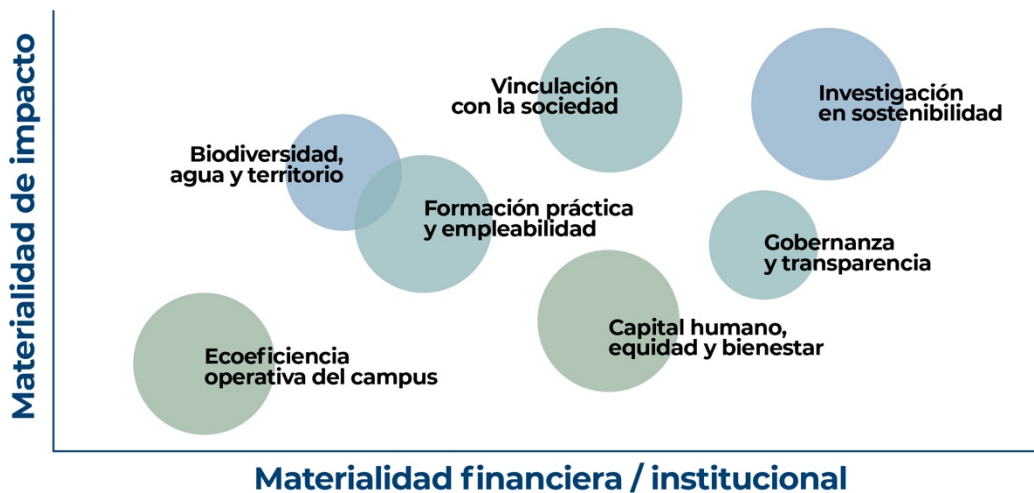 Materialidad de impacto
Vinculación
con la sociedad
Investigación
en sostenibilidad
Biodiversidad,
agua y territorio
Formación práctica
y empleabilidad
Gobernanza
y transparencia
Capital humano,
equidad y bienestar
Ecoeficiencia
operativa del campus
Materialidad financiera / institucional